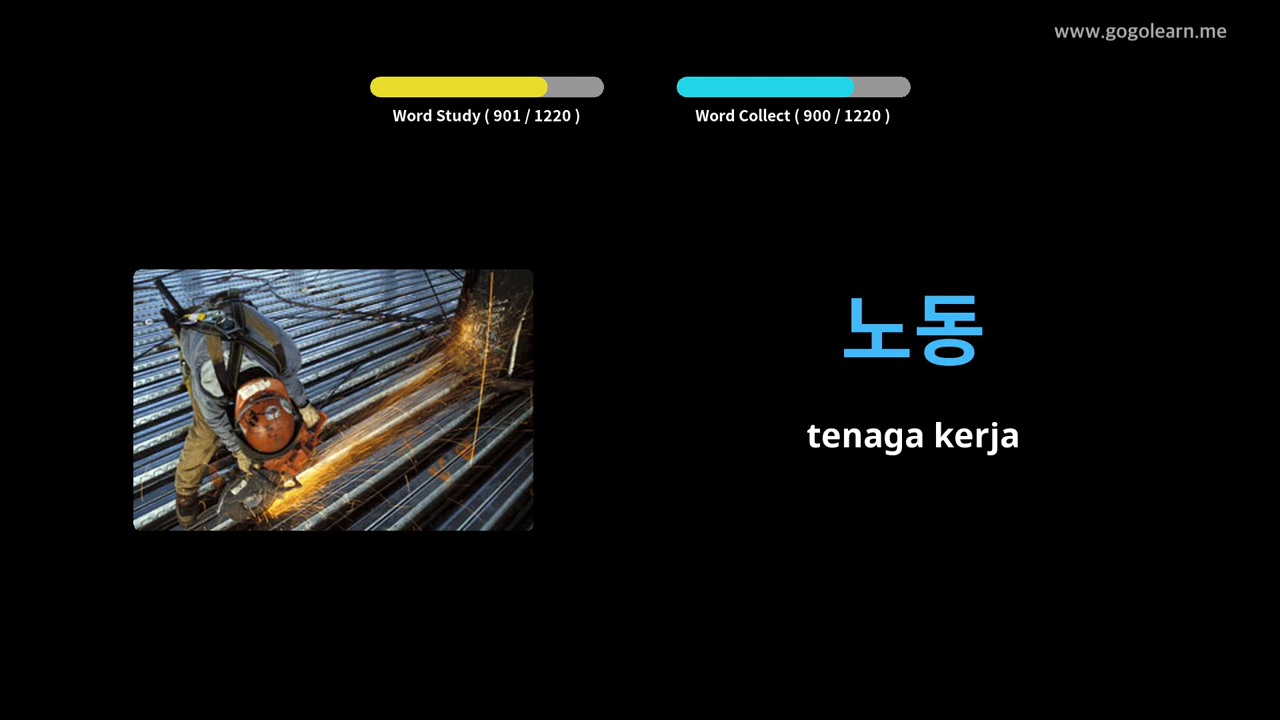 www.gogolearn.me
Word Study ( 901 / 1220 )
Word Collect ( 900 / 1220 )
노동
tenaga kerja